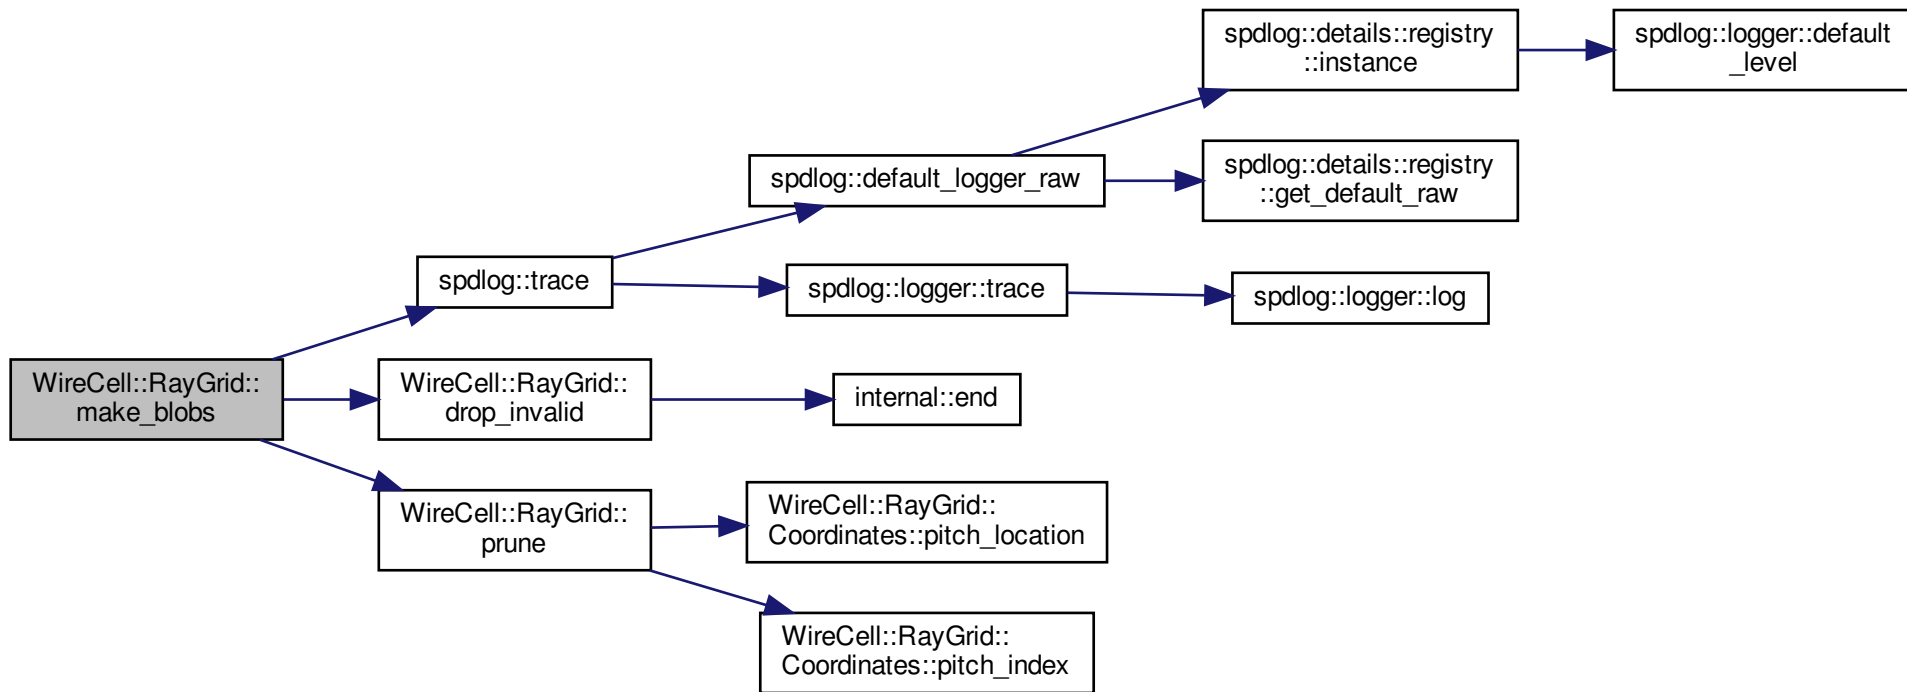 WireCell::RayGrid::
make_blobs
spdlog::trace
WireCell::RayGrid::
drop_invalid
WireCell::RayGrid::
prune
spdlog::default_logger_raw
spdlog::logger::trace
internal::end
WireCell::RayGrid::
Coordinates::pitch_location
WireCell::RayGrid::
Coordinates::pitch_index
spdlog::details::registry
::instance
spdlog::details::registry
::get_default_raw
spdlog::logger::log
spdlog::logger::default
_level